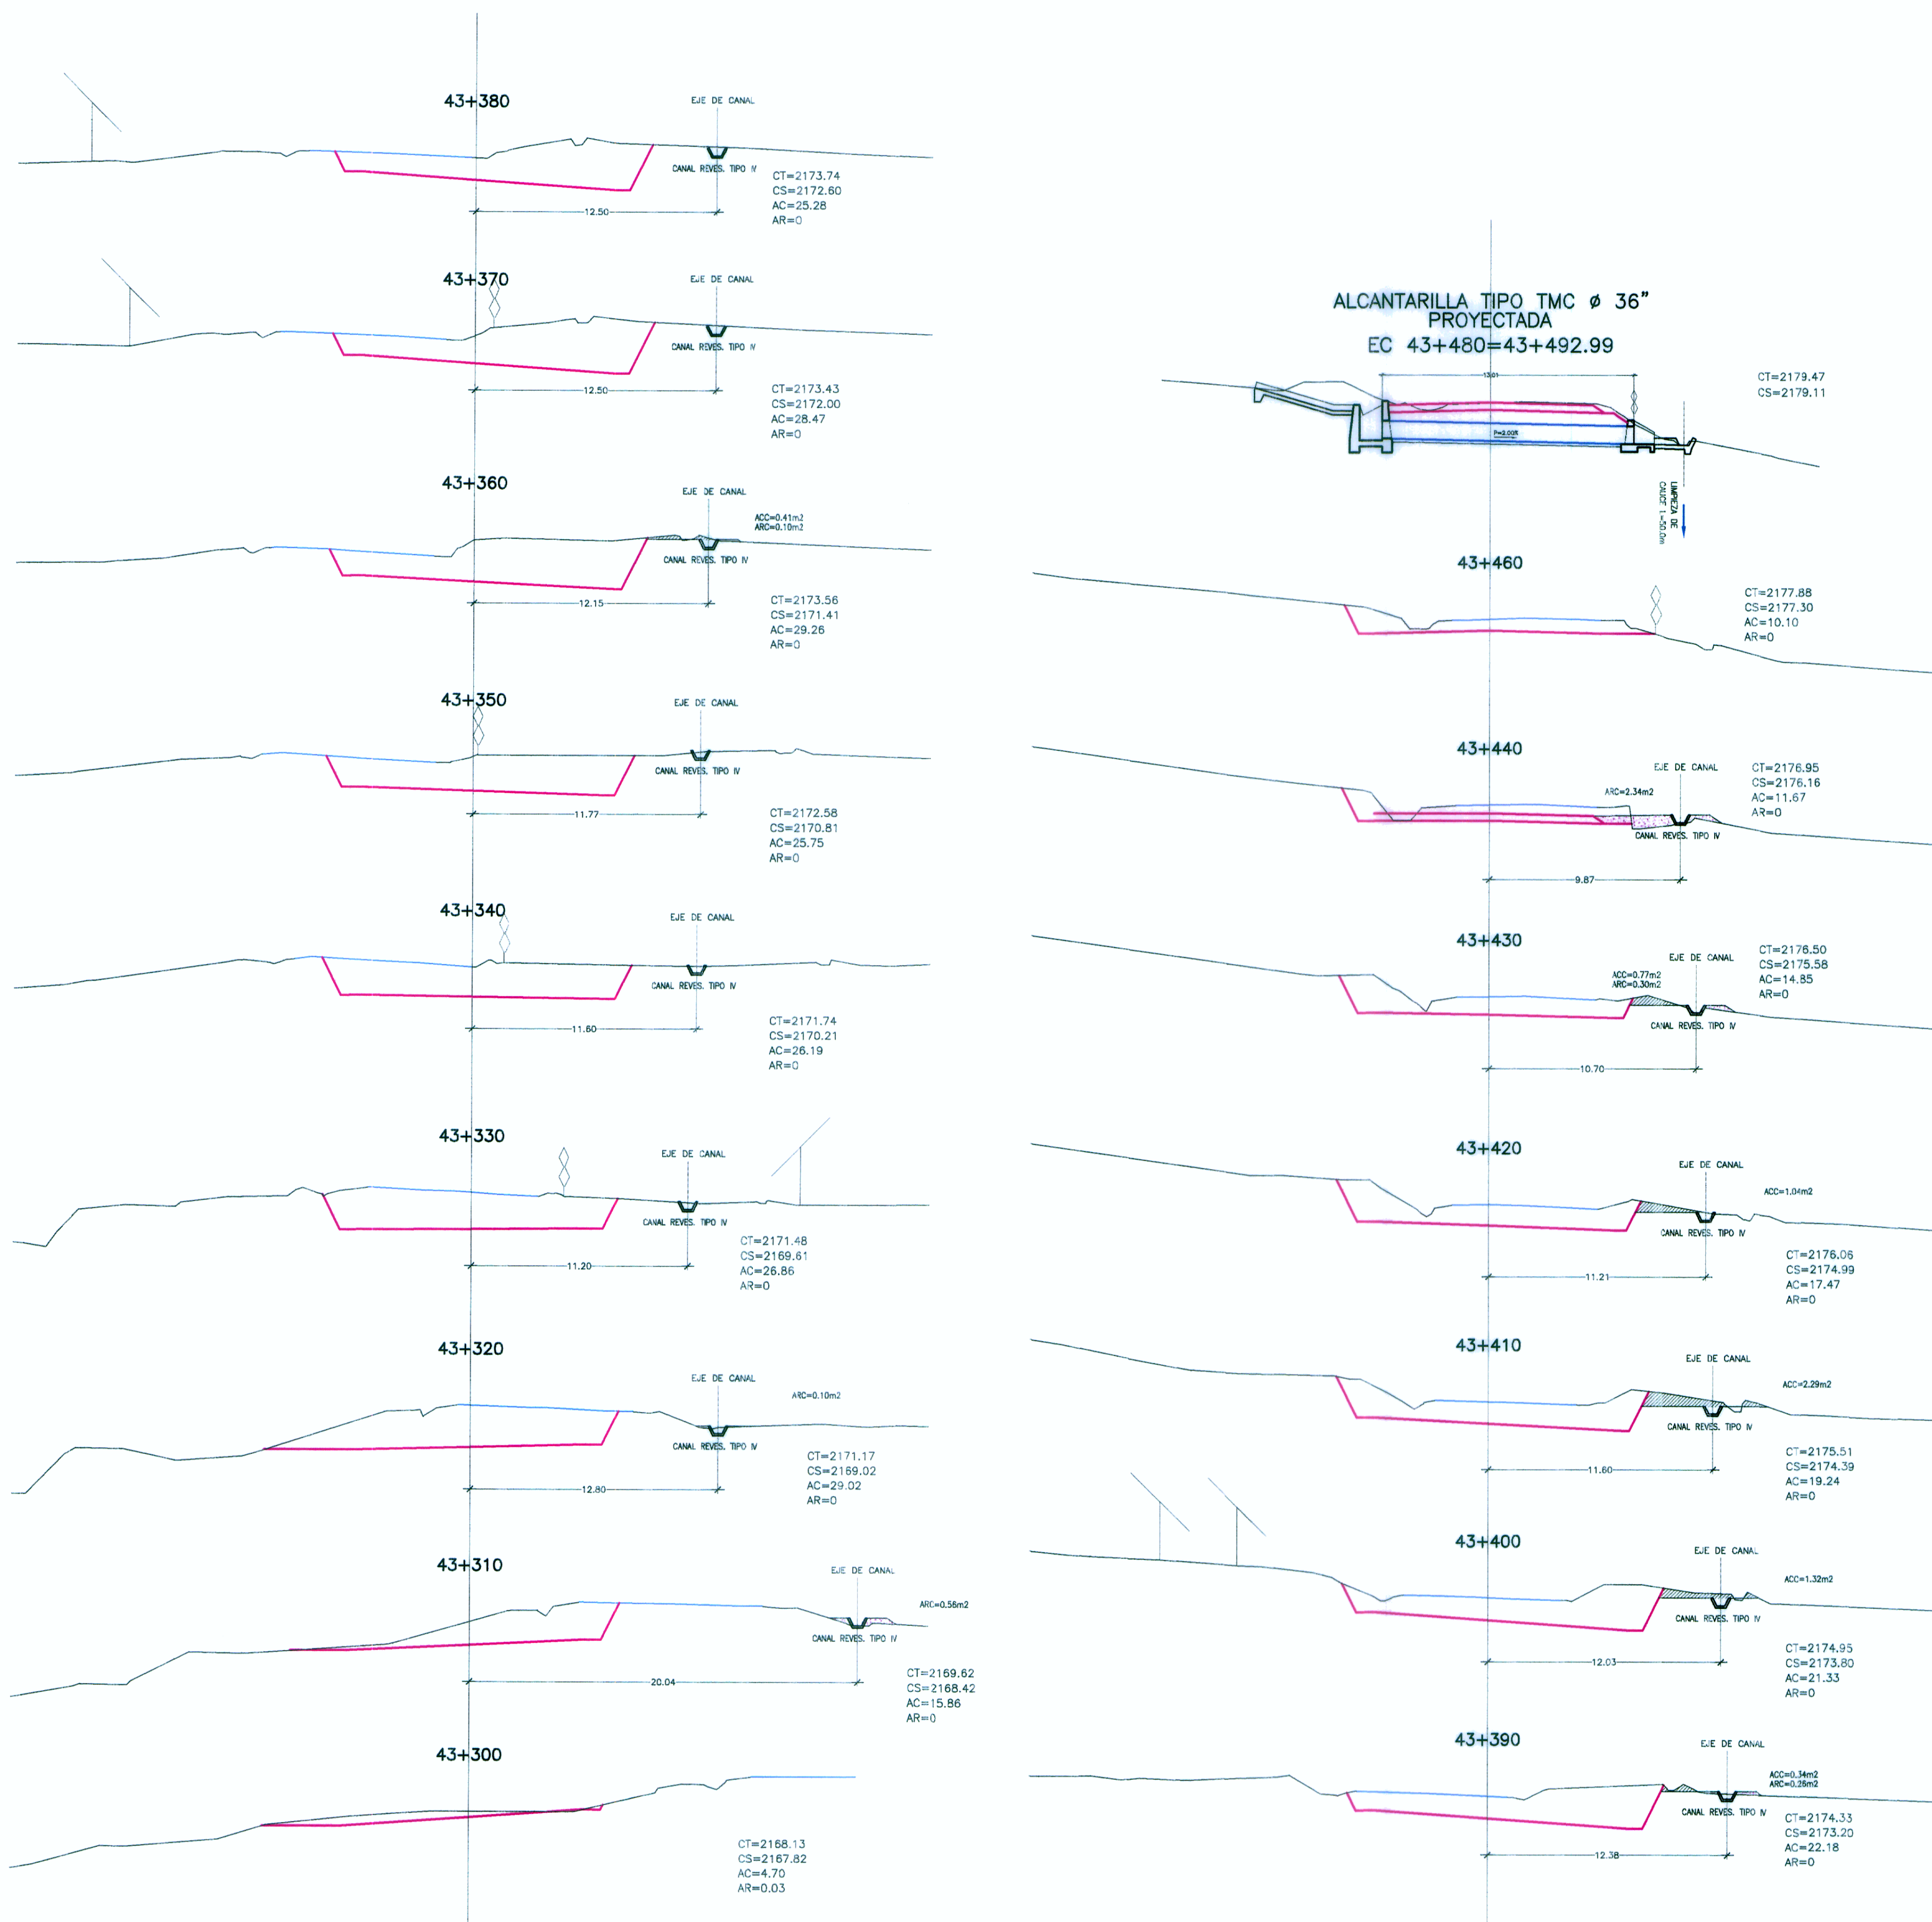 43+380
EJE DE CANAL
CANAL REVES. TIPO IV
CT=2173.74
CS=2172.60
AC=25.28
AR=0
12.50
43+370
EJE DE CANAL
CANAL REVES. TIPO IV
12.50
CT=2173.43
CS=2172.00
AC=28.47
AR=0
43+360
EJE DE CANAL
ACC=0.41m2
ARC=0.10m2
CANAL REVES. TIPO IV
12.15
CT=2173.56
CS=2171.41
AC=29.26
AR=0
43+350
EJE DE CANAL
CANAL REVES. TIPO IV
11.77
CT=2172.58
CS=2170.81
AC=25.75
AR=0
43+340
EJE DE CANAL
CANAL REVES. TIPO IV
11.60
CT=2171.74
CS=2170.21
AC=26.19
AR=0
43+330
EJE DE CANAL
CANAL REVES. TIPO IV
11.20
CT=2171.48
CS=2169.61
AC=26.86
AR=0
43+320
EJE DE CANAL
ARC=0.10m2
CANAL REVES. TIPO IV
12.80
CT=2171.17
CS=2169.02
AC=29.02
AR=0
43+310
EJE DE CANAL
ARC=0.56m2
CANAL REVES. TIPO IV
20.04
CT=2169.62
CS=2168.42
AC=15.86
AR=0
43+300
CT=2168.13
CS=2167.82
AC=4.70
AR=0.03
ALCANTARILLA TIPO TMC ø 36"
PROYECTADA
EC 43+480=43+492.99
13.01
CT=2179.47
CS=2179.11
P=2.00%
LIMPIEZA DE
CAUCE L=50.0m
43+460
CT=2177.88
CS=2177.30
AC=10.10
AR=0
43+440
EJE DE CANAL
ARC=2.34m2
CT=2176.95
CS=2176.16
AC=11.67
AR=0
CANAL REVES. TIPO IV
9.87
43+430
EJE DE CANAL
ACC=0.77m2
ARC=0.30m2
CT=2176.50
CS=2175.58
AC=14.85
AR=0
CANAL REVES. TIPO IV
10.70
43+420
EJE DE CANAL
ACC=1.04m2
CANAL REVES. TIPO IV
11.21
CT=2176.06
CS=2174.99
AC=17.47
AR=0
43+410
EJE DE CANAL
ACC=2.29m2
CANAL REVES. TIPO IV
11.60
CT=2175.51
CS=2174.39
AC=19.24
AR=0
43+400
EJE DE CANAL
ACC=1.32m2
CANAL REVES. TIPO IV
12.03
CT=2174.95
CS=2173.80
AC=21.33
AR=0
43+390
EJE DE CANAL
ACC=0.34m2
ARC=0.26m2
CANAL REVES. TIPO IV
12.38
CT=2174.33
CS=2173.20
AC=22.18
AR=0